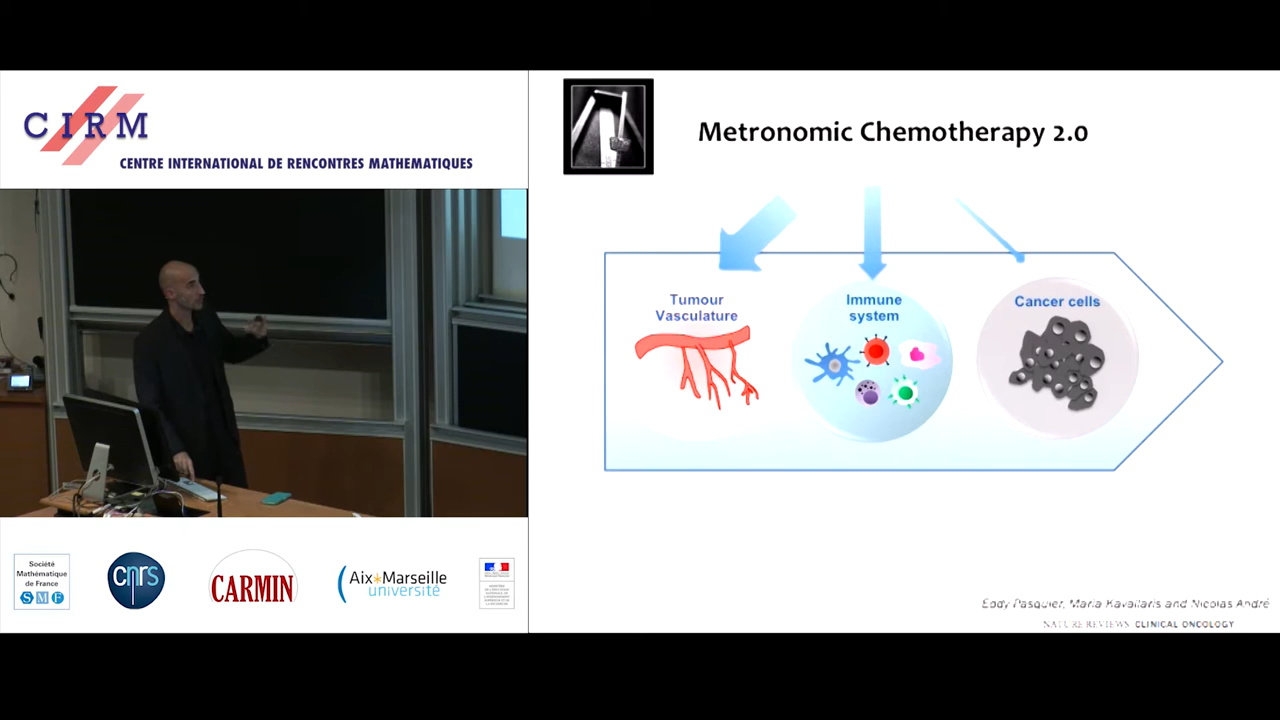 CIRM
CENTRE INTERNATIONAL DE RENCONTRES MATHEMATIQUES
Metronomic Chemotherapy 2.0
Tumour
Vasculature
Immune
system
Cancer cells
Société
Mathématique
de France
SMF
cnrs
CARMIN
Aix*Marseille
université
Eddy Pasquier, Maria Kavallaris and Nicolas André
NATURE REVIEWS CLINICAL ONCOLOGY